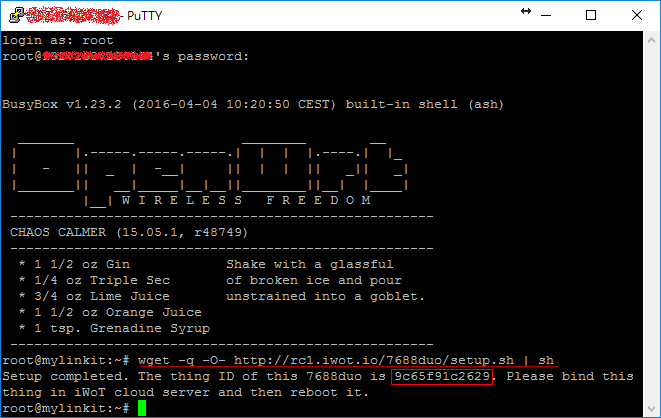 - PuTTY
login as: root
root@'s password:
BusyBox v1.23.2 (2016-04-04 10:20:50 CEST) built-in shell (ash)
OpenWrt
W I R E L E S S   F R E E D O M
-----------------------------------------------------
CHAOS CALMER (15.05.1, r48749)
-----------------------------------------------------
* 1 1/2 oz Gin            Shake with a glassful
* 1/4 oz Triple Sec       of broken ice and pour
* 3/4 oz Lime Juice       unstrained into a goblet.
* 1 1/2 oz Orange Juice
* 1 tsp. Grenadine Syrup
-----------------------------------------------------
root@mylinkit:~# wget -q -O- http://rc1.iwot.io/7688duo/setup.sh | sh
Setup completed. The thing ID of this 7688duo is 9c65f91c2629. Please bind this
thing in iWoT cloud server and then reboot it.
root@mylinkit:~#